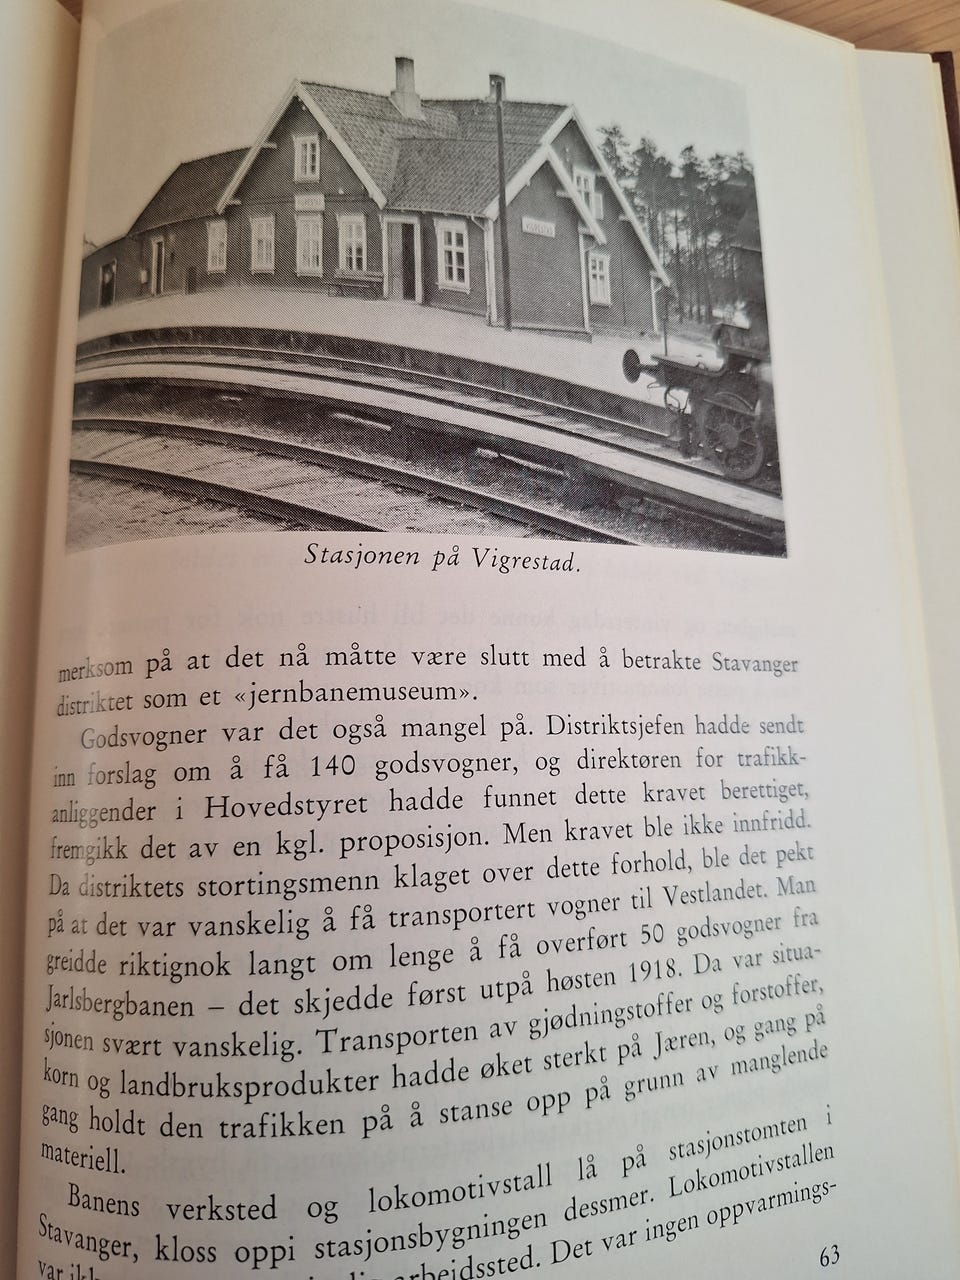 Stasjonen på Vigrestad.
merksom på at det nå måtte være slutt med å betrakte Stavanger
distriktet som et «jernbanemuseum».
Godsvogner var det også mangel på. Distriktsjefen hadde sendt
inn forslag om å få 140 godsvogner, og direktøren for trafikk-
anliggender i Hovedstyret hadde funnet dette kravet berettiget,
fremgikk det av en kgl. proposisjon. Men kravet ble ikke innfridd.
Da distriktets stortingsmenn klaget over dette forhold, ble det pekt
på at det var vanskelig å få transportert vogner til Vestlandet. Man
greidde riktignok langt om lenge å få overført 50 godsvogner fra
Jarlsbergbanen – det skjedde først utpå høsten 1918. Da var situa-
sjonen svært vanskelig. Transporten av gjødningstoffer og forstoffer,
korn og landbruksprodukter hadde øket sterkt på Jæren, og gang på
gang holdt den trafikken på å stanse opp på grunn av manglende
materiell.
Banens verksted og lokomotivstall lå på stasjonstomten i
Stavanger, kloss oppi stasjonsbygningen dessmer. Lokomotivstallen
var arbeidssted. Det var ingen oppvarmings-
63